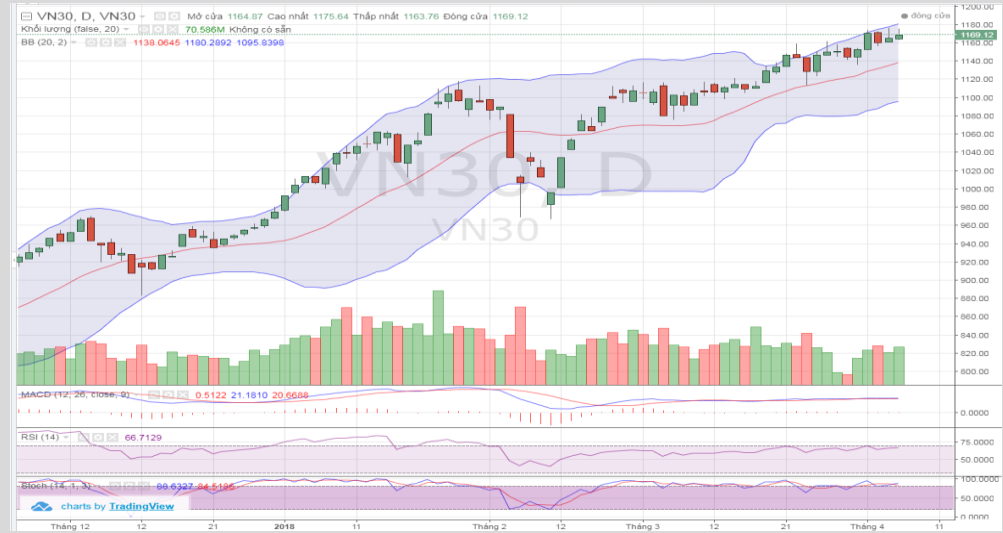 VN30, D, VN30 Mở cửa 1164.87 Cao nhất 1175.64 Thấp nhất 1163.76 Đóng cửa 1169.12
Khối lượng (false, 20) 70.586M Không có sẵn
BB (20, 2) 1138.0645 1180.2892 1095.8398
đóng cửa
1200.00
1180.00
1169.12
1160.00
1140.00
1120.00
1100.00
1080.00
1060.00
1040.00
1020.00
1000.00
980.00
960.00
940.00
920.00
900.00
880.00
860.00
840.00
820.00
800.00
VN30, D
VN30
MACD (12, 26, close, 9) 0.5122 21.1810 20.6688
0.0000
RSI (14) 66.7129
75.0000
50.0000
Stoch (14, 1, 3)
100.0000
50.0000
0.0000
charts by TradingView
Tháng 12 12 21 2018 11 Tháng 2 12 Tháng 3 12 21 Tháng 4 11